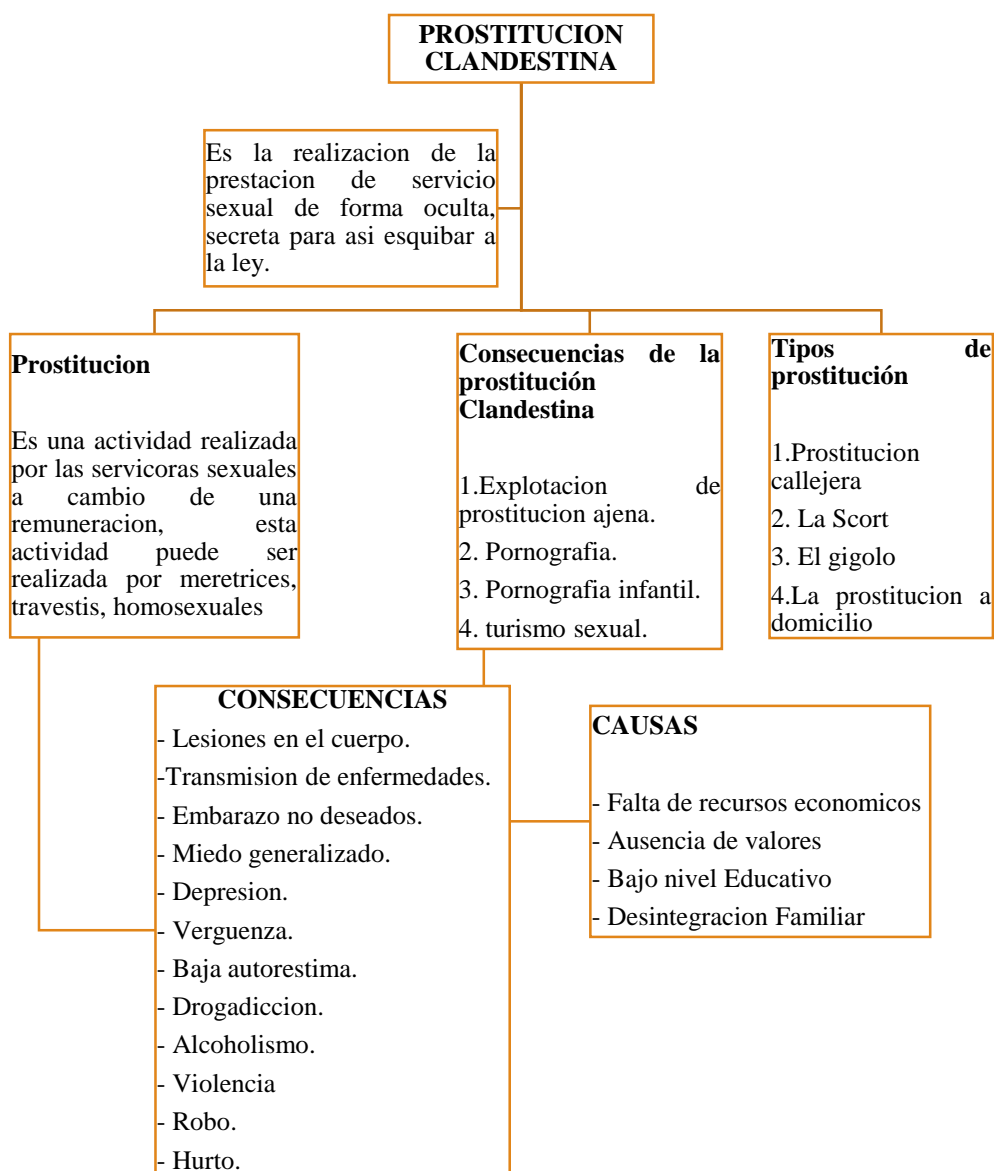 PROSTITUCION
CLANDESTINA
Es la realizacion de la
prestacion de servicio
sexual de forma oculta,
secreta para asi esquibar a
la ley.
Prostitucion
Es una actividad realizada
por las servicoras sexuales
a cambio de una
remuneracion, esta
actividad puede ser
realizada por meretrices,
travestis, homosexuales
Consecuencias de la
prostitución
Clandestina
1.Explotacion de
prostitucion ajena.
2. Pornografia.
3. Pornografia infantil.
4. turismo sexual.
Tipos de
prostitución
1.Prostitucion
callejera
2. La Scort
3. El gigolo
4.La prostitucion a
domicilio
CONSECUENCIAS
- Lesiones en el cuerpo.
-Transmision de enfermedades.
- Embarazo no deseados.
- Miedo generalizado.
- Depresion.
- Verguenza.
- Baja autorestima.
- Drogadiccion.
- Alcoholismo.
- Violencia
- Robo.
- Hurto.
CAUSAS
- Falta de recursos economicos
- Ausencia de valores
- Bajo nivel Educativo
- Desintegracion Familiar